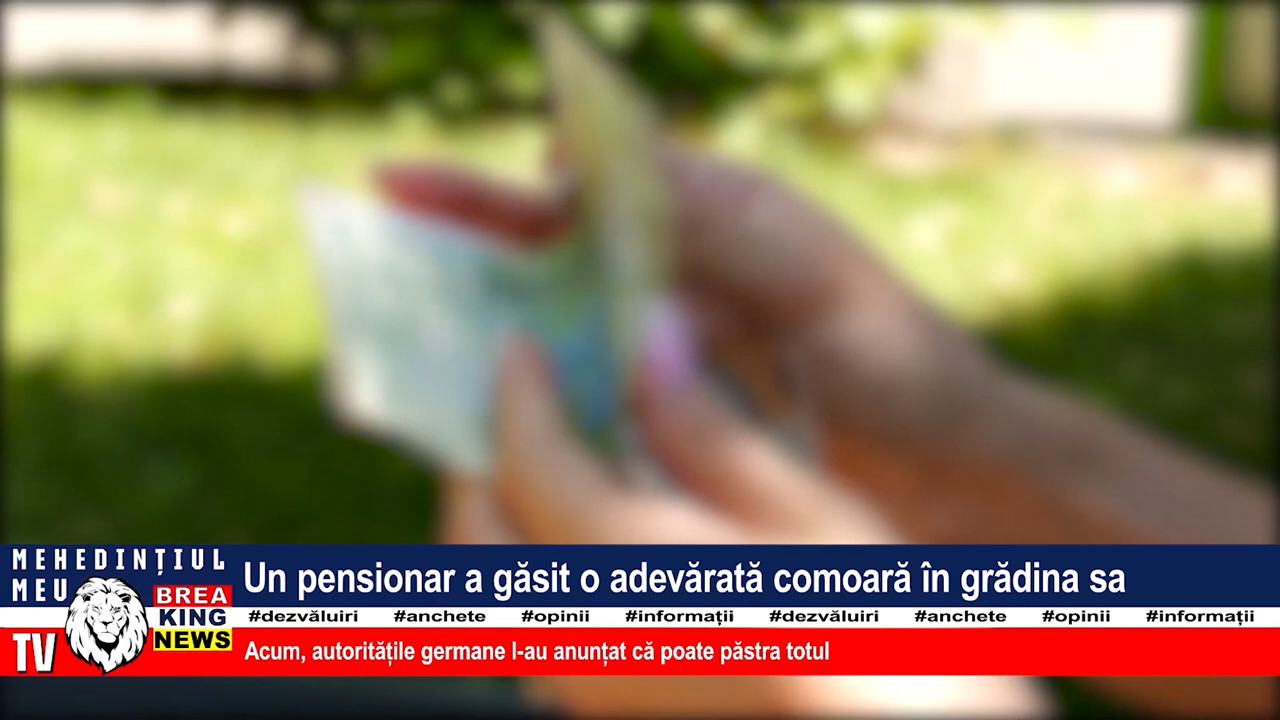 MEHEDINȚIUL
MEU
TV
BREA
KING
NEWS
Un pensionar a găsit o adevărată comoară în grădina sa
#dezvăluiri #anchete #opinii #informații #dezvăluiri #anchete #opinii #informații
Acum, autoritățile germane l-au anunțat că poate păstra totul